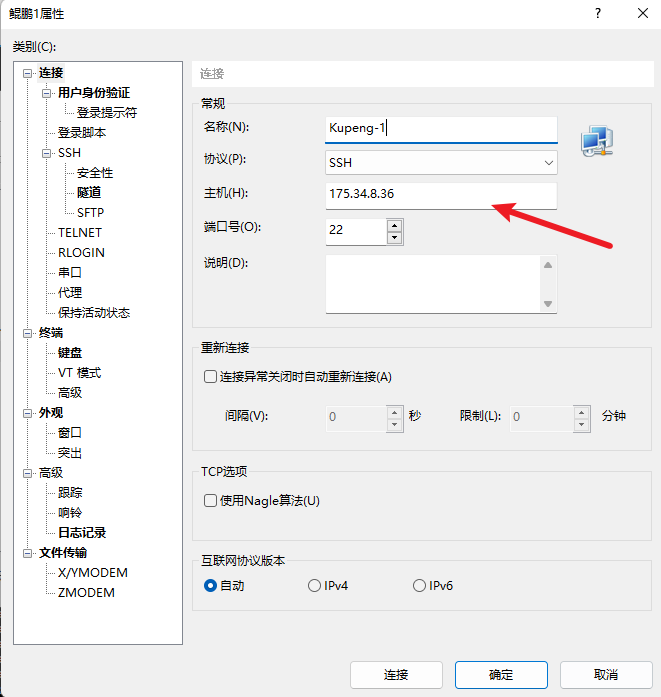 鲲鹏1属性
?
类别(C):
连接
用户身份验证
登录提示符
登录脚本
SSH
安全性
隧道
SFTP
TELNET
RLOGIN
串口
代理
保持活动状态
终端
键盘
VT 模式
高级
外观
窗口
突出
高级
跟踪
响铃
日志记录
文件传输
X/YMODEM
ZMODEM
连接
常规
名称(N): Kupeng-1
协议(P): SSH
主机(H): 175.34.8.36
端口号(O): 22
说明(D):
重新连接
连接异常关闭时自动重新连接(A)
间隔(V): 0 秒 限制(L): 0 分钟
TCP选项
使用Nagle算法(U)
互联网协议版本
自动 IPv4 IPv6
连接 确定 取消